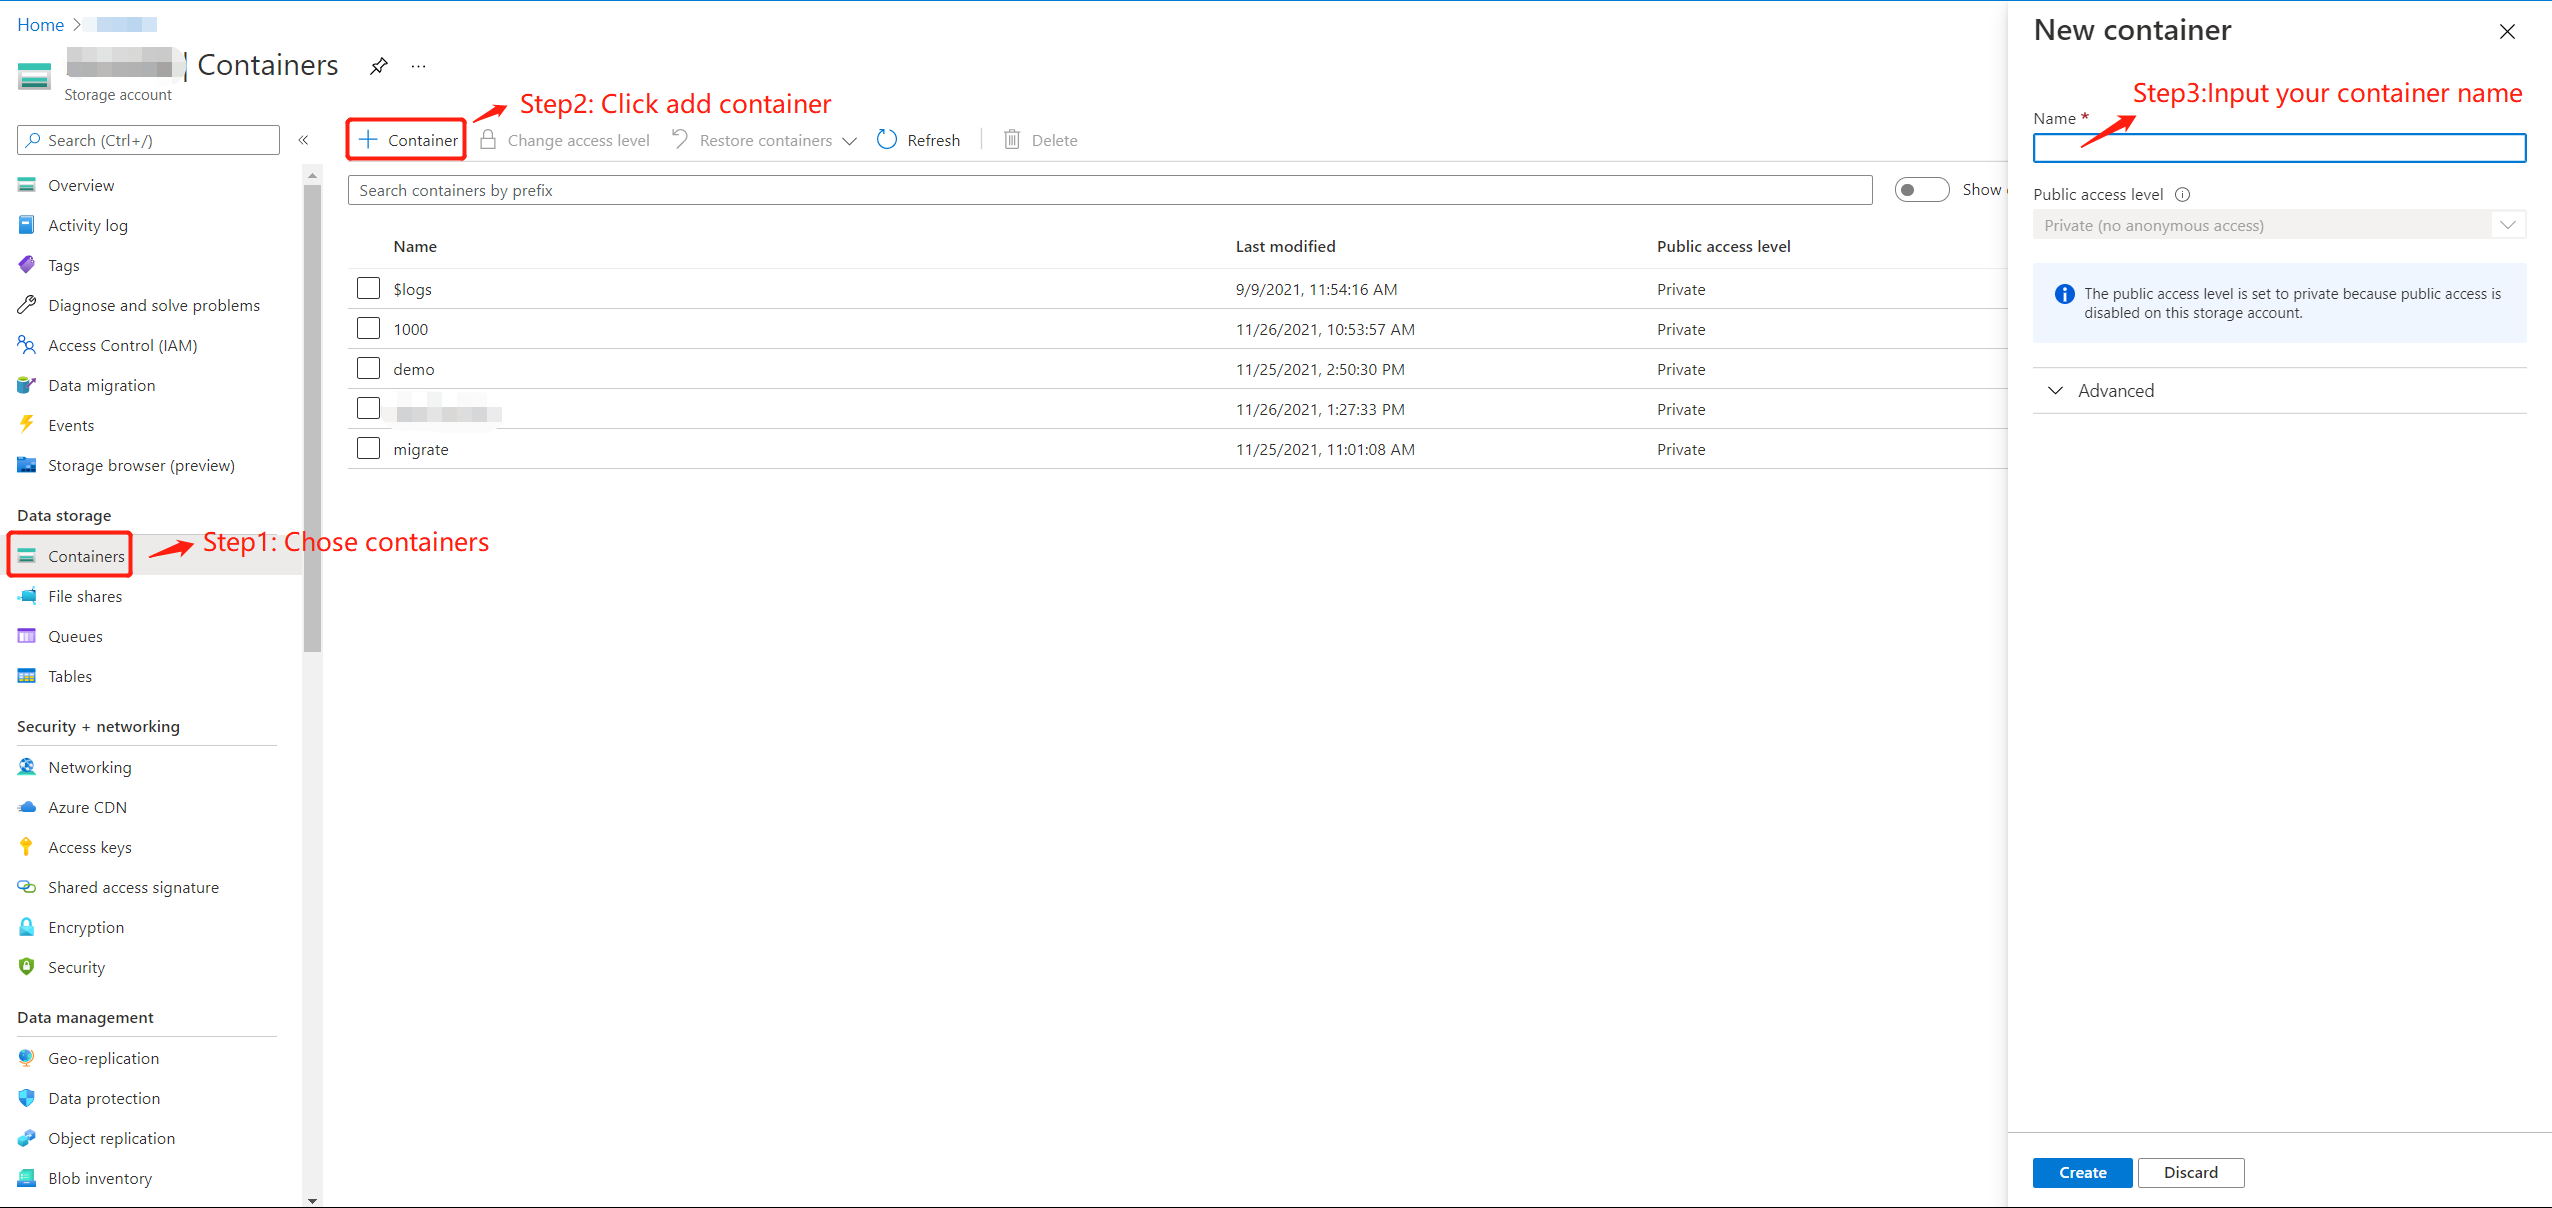 Home >
| Containers ...
Storage account
Search (Ctrl+/) «
Overview
Activity log
Tags
Diagnose and solve problems
Access Control (IAM)
Data migration
Events
Storage browser (preview)
Data storage
Containers
Step1: Chose containers
File shares
Queues
Tables
Security + networking
Networking
Azure CDN
Access keys
Shared access signature
Encryption
Security
Data management
Geo-replication
Data protection
Object replication
Blob inventory
Step2: Click add container
+ Container Change access level Restore containers Refresh Delete
Search containers by prefix Show
Name Last modified Public access level
$logs 9/9/2021, 11:54:16 AM Private
1000 11/26/2021, 10:53:57 AM Private
demo 11/25/2021, 2:50:30 PM Private
11/26/2021, 1:27:33 PM Private
migrate 11/25/2021, 11:01:08 AM Private
New container
Step3:Input your container name
Name *
Public access level
Private (no anonymous access)
The public access level is set to private because public access is
disabled on this storage account.
Advanced
Create Discard